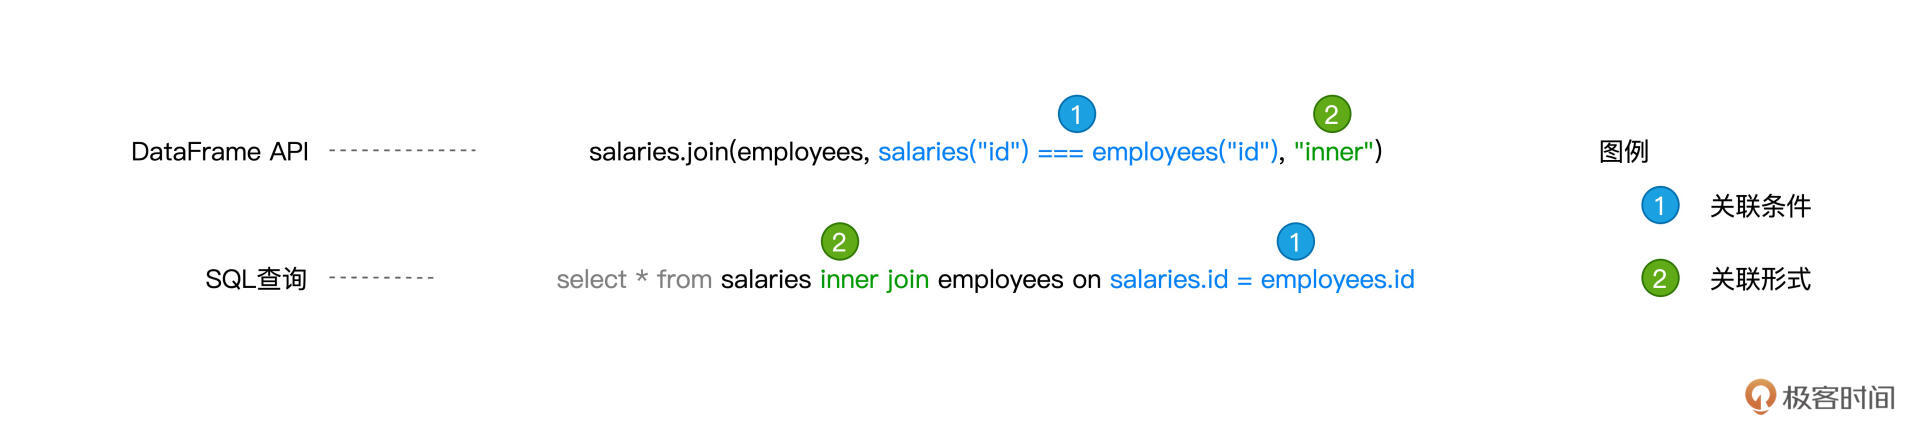 1 2
DataFrame API salaries.join(employees, salaries("id") === employees("id"), "inner") 图例
1 关联条件
2 1
SQL查询 select * from salaries inner join employees on salaries.id = employees.id 2 关联形式
极客时间